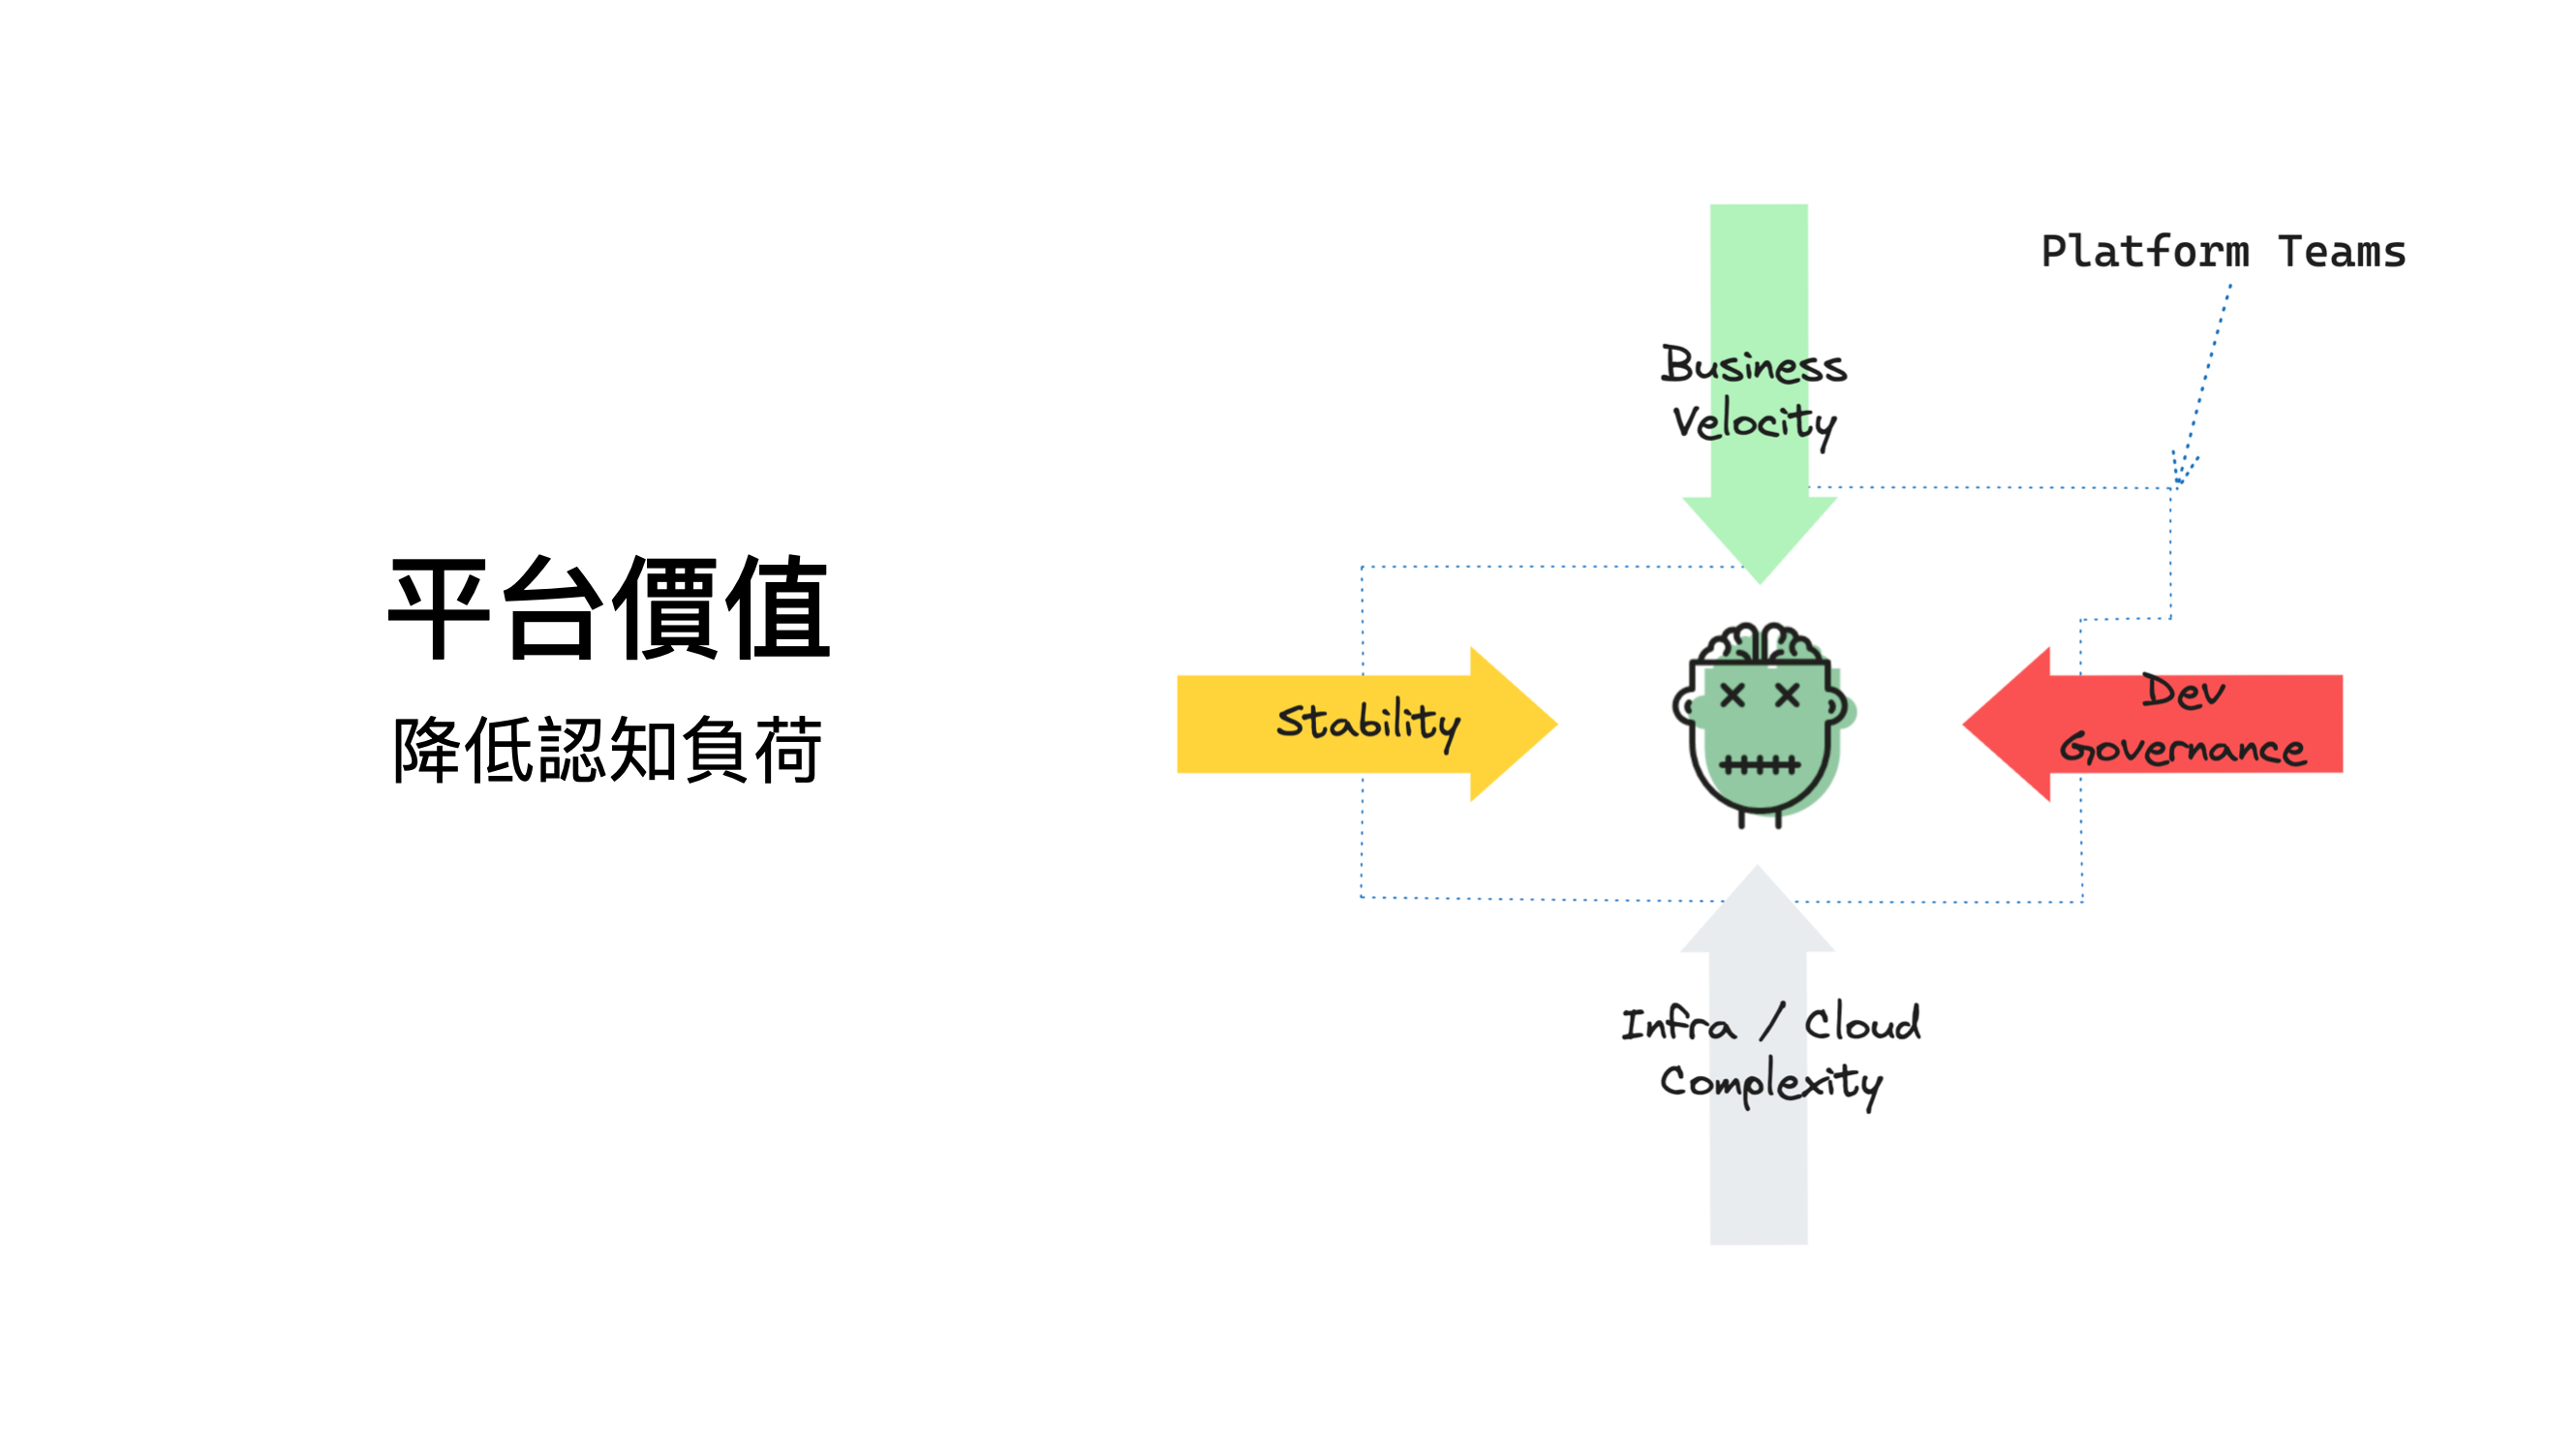 平台價值
降低認知負荷
Platform Teams
Business
Velocity
Stability
Dev
Governance
Infra / Cloud
Complexity